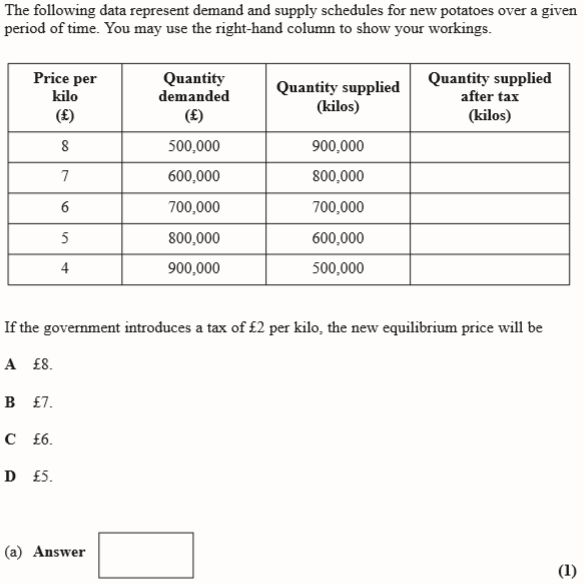 The following data represent demand and supply schedules for new potatoes over a given
period of time. You may use the right-hand column to show your workings.
Price per
kilo
(£)
Quantity
demanded
(£)
Quantity supplied
(kilos)
Quantity supplied
after tax
(kilos)
8 500,000 900,000
7 600,000 800,000
6 700,000 700,000
5 800,000 600,000
4 900,000 500,000
If the government introduces a tax of £2 per kilo, the new equilibrium price will be
A £8.
B £7.
C £6.
D £5.
(a) Answer
(1)